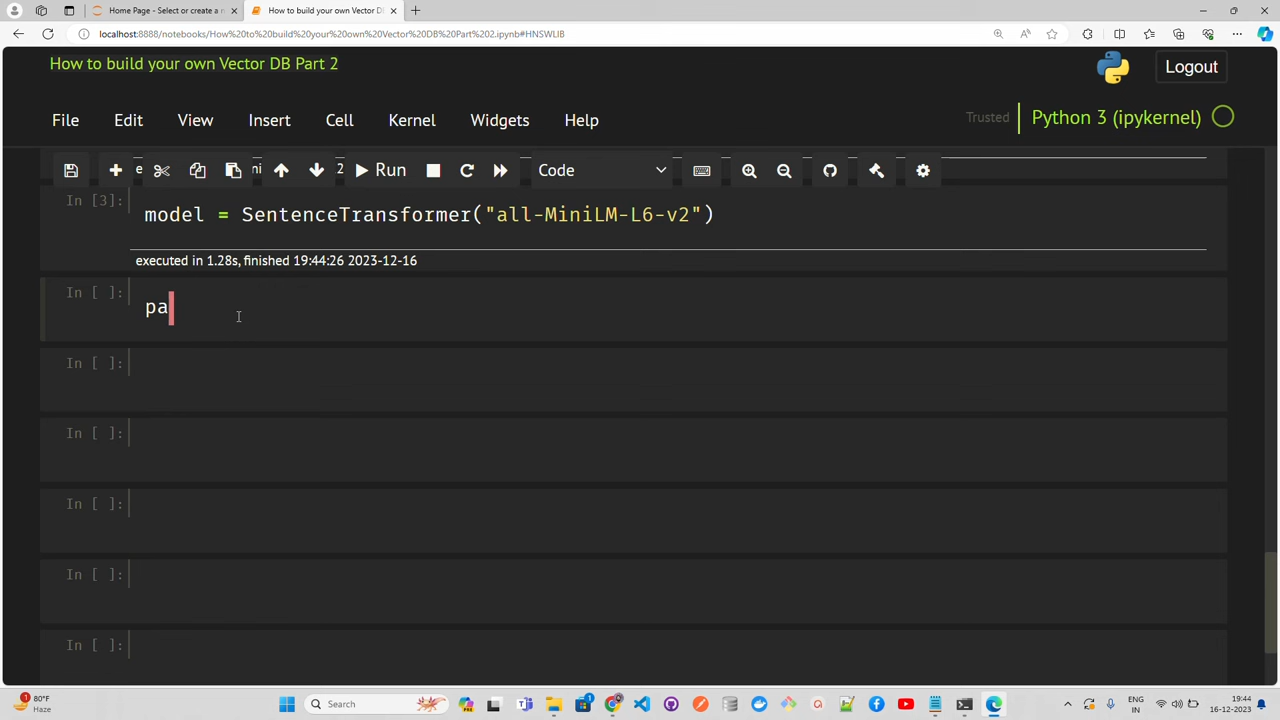 Home Page - Select or create a n
How to build your own Vector D
localhost:8888/notebooks/How%20to%20build%20your%20own%20Vector%20DB%20Part%202.ipynb#HNSWLIB
How to build your own Vector DB Part 2
Logout
File Edit View Insert Cell Kernel Widgets Help
Trusted
Python 3 (ipykernel)
Run
Code
In [3]:
model = SentenceTransformer("all-MiniLM-L6-v2")
executed in 1.28s, finished 19:44:26 2023-12-16
In [ ]:
pa
In [ ]:
In [ ]:
In [ ]:
In [ ]:
In [ ]:
1
80°F
Haze
Search
1
ENG
IN
19:44
16-12-2023